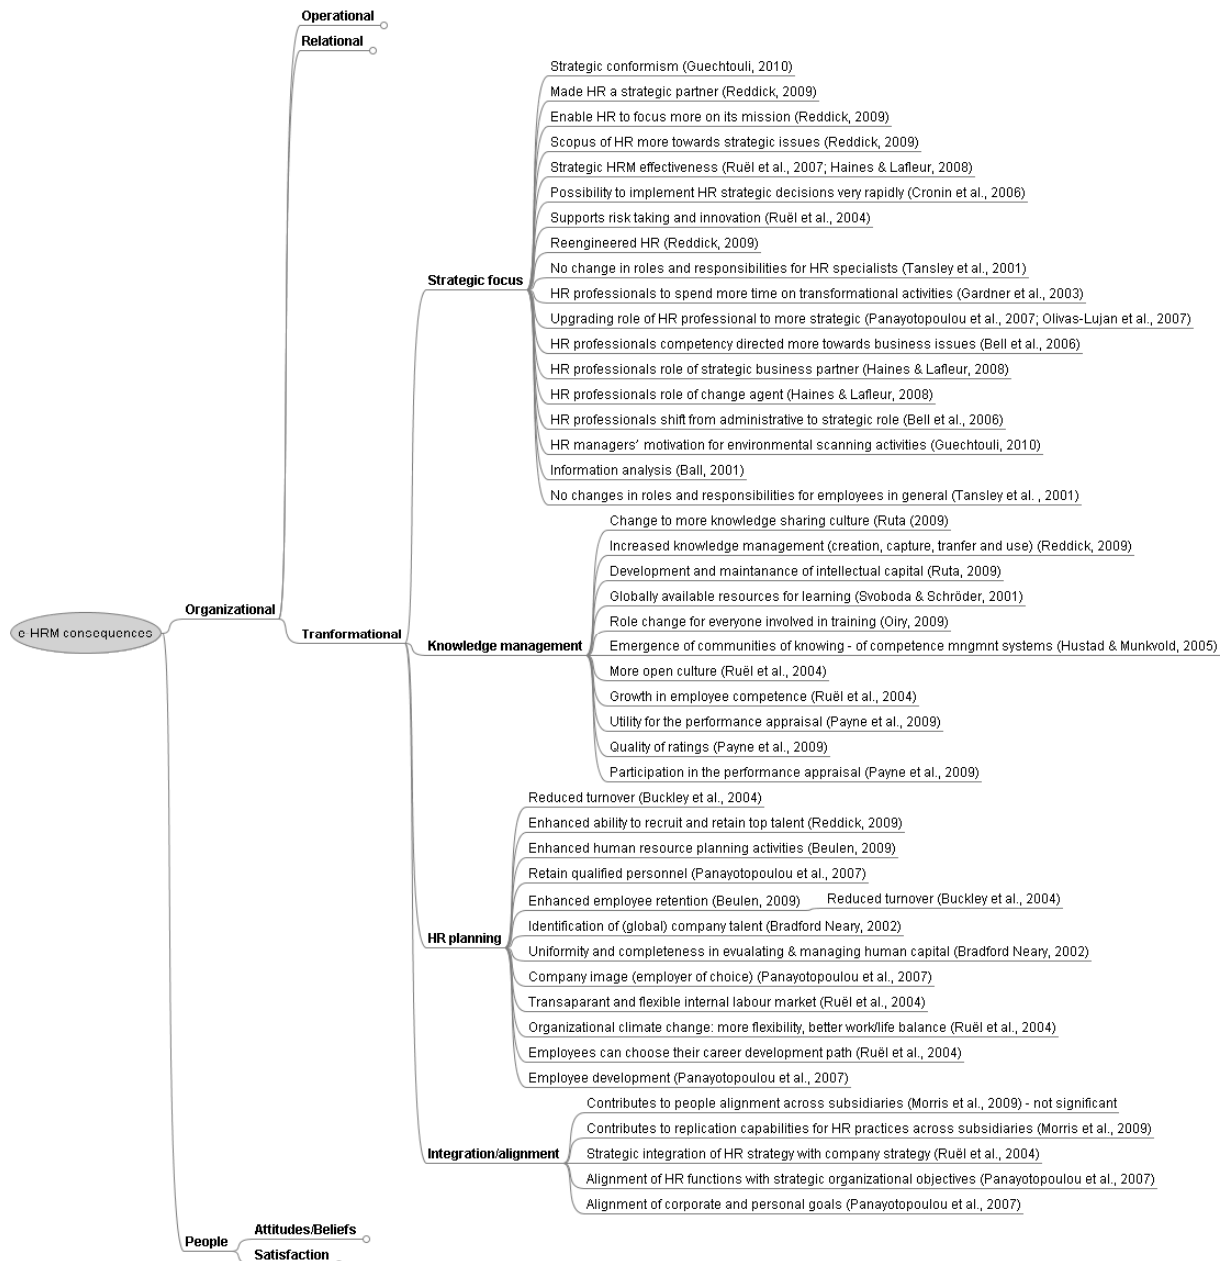 Operational
Relational
Strategic conformism (Guechtouli, 2010)
Made HR a strategic partner (Reddick, 2009)
Enable HR to focus more on its mission (Reddick, 2009)
Scopus of HR more towards strategic issues (Reddick, 2009)
Strategic HRM effectiveness (Ruël et al., 2007; Haines & Lafleur, 2008)
Possibility to implement HR strategic decisions very rapidly (Cronin et al., 2006)
Supports risk taking and innovation (Ruël et al., 2004)
Reengineered HR (Reddick, 2009)
No change in roles and responsibilities for HR specialists (Tansley et al., 2001)
Strategic focus
HR professionals to spend more time on transformational activities (Gardner et al., 2003)
Upgrading role of HR professional to more strategic (Panayotopoulou et al., 2007; Olivas-Lujan et al., 2007)
HR professionals competency directed more towards business issues (Bell et al., 2006)
HR professionals role of strategic business partner (Haines & Lafleur, 2008)
HR professionals role of change agent (Haines & Lafleur, 2008)
HR professionals shift from administrative to strategic role (Bell et al., 2006)
HR managers’ motivation for environmental scanning activities (Guechtouli, 2010)
Information analysis (Ball, 2001)
No changes in roles and responsibilities for employees in general (Tansley et al. , 2001)
Change to more knowledge sharing culture (Ruta (2009)
Increased knowledge management (creation, capture, tranfer and use) (Reddick, 2009)
Development and maintanance of intellectual capital (Ruta, 2009)
Globally available resources for learning (Svoboda & Schröder, 2001)
Organizational
Role change for everyone involved in training (Oiry, 2009)
e-HRM consequences
Tranformational
Knowledge management
Emergence of communities of knowing - of competence mngmnt systems (Hustad & Munkvold, 2005)
More open culture (Ruël et al., 2004)
Growth in employee competence (Ruël et al., 2004)
Utility for the performance appraisal (Payne et al., 2009)
Quality of ratings (Payne et al., 2009)
Participation in the performance appraisal (Payne et al., 2009)
Reduced turnover (Buckley et al., 2004)
Enhanced ability to recruit and retain top talent (Reddick, 2009)
Enhanced human resource planning activities (Beulen, 2009)
Retain qualified personnel (Panayotopoulou et al., 2007)
Enhanced employee retention (Beulen, 2009)
Reduced turnover (Buckley et al., 2004)
Identification of (global) company talent (Bradford Neary, 2002)
HR planning
Uniformity and completeness in evualating & managing human capital (Bradford Neary, 2002)
Company image (employer of choice) (Panayotopoulou et al., 2007)
Transaparant and flexible internal labour market (Ruël et al., 2004)
Organizational climate change: more flexibility, better work/life balance (Ruël et al., 2004)
Employees can choose their career development path (Ruël et al., 2004)
Employee development (Panayotopoulou et al., 2007)
Contributes to people alignment across subsidiaries (Morris et al., 2009) - not significant
Contributes to replication capabilities for HR practices across subsidiaries (Morris et al., 2009)
Integration/alignment
Strategic integration of HR strategy with company strategy (Ruël et al., 2004)
Alignment of HR functions with strategic organizational objectives (Panayotopoulou et al., 2007)
Alignment of corporate and personal goals (Panayotopoulou et al., 2007)
Attitudes/Beliefs
People
Satisfaction